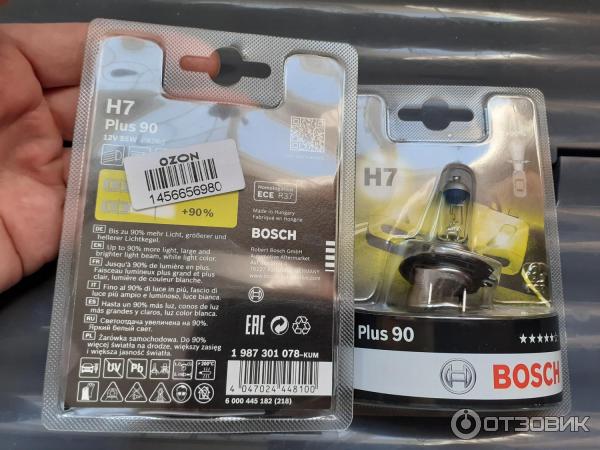 H7
Plus 90
12V 55W
OZON
1456656980
+90%
Homologation
ECE R37
Made in Hungary
Fabriqué en Hongrie
BOSCH
Robert Bosch GmbH
Automotive Aftermarket
GERMANY
DE Bis zu 90% mehr Licht, größerer und
hellerer Lichtkegel.
EN Up to 90% more light, large and
brighter light beam, white light color.
FR Jusqu'à 90% de lumière en plus.
Faisceau lumineux plus grand et plus
clair, lumière de couleur blanche.
IT Fino al 90% di luce in più, fascio di
luce più ampio e luminoso, luce bianca.
ES Hasta un 90% más luz, conos de luz
más grandes y claros, luz color blanca.
RU Светоотдача увеличена на 90%.
Яркий белый свет.
PL Żarówka samochodowa. Do 90%
więcej światła na drodze, większy zasięg
i większa jasność światła.
EAC
1 987 301 078-KUM
UV
Pb
>200°C
4 047024 448100
6 000 445 182 (218)
H7
Plus 90
BOSCH
ОТЗОВИК